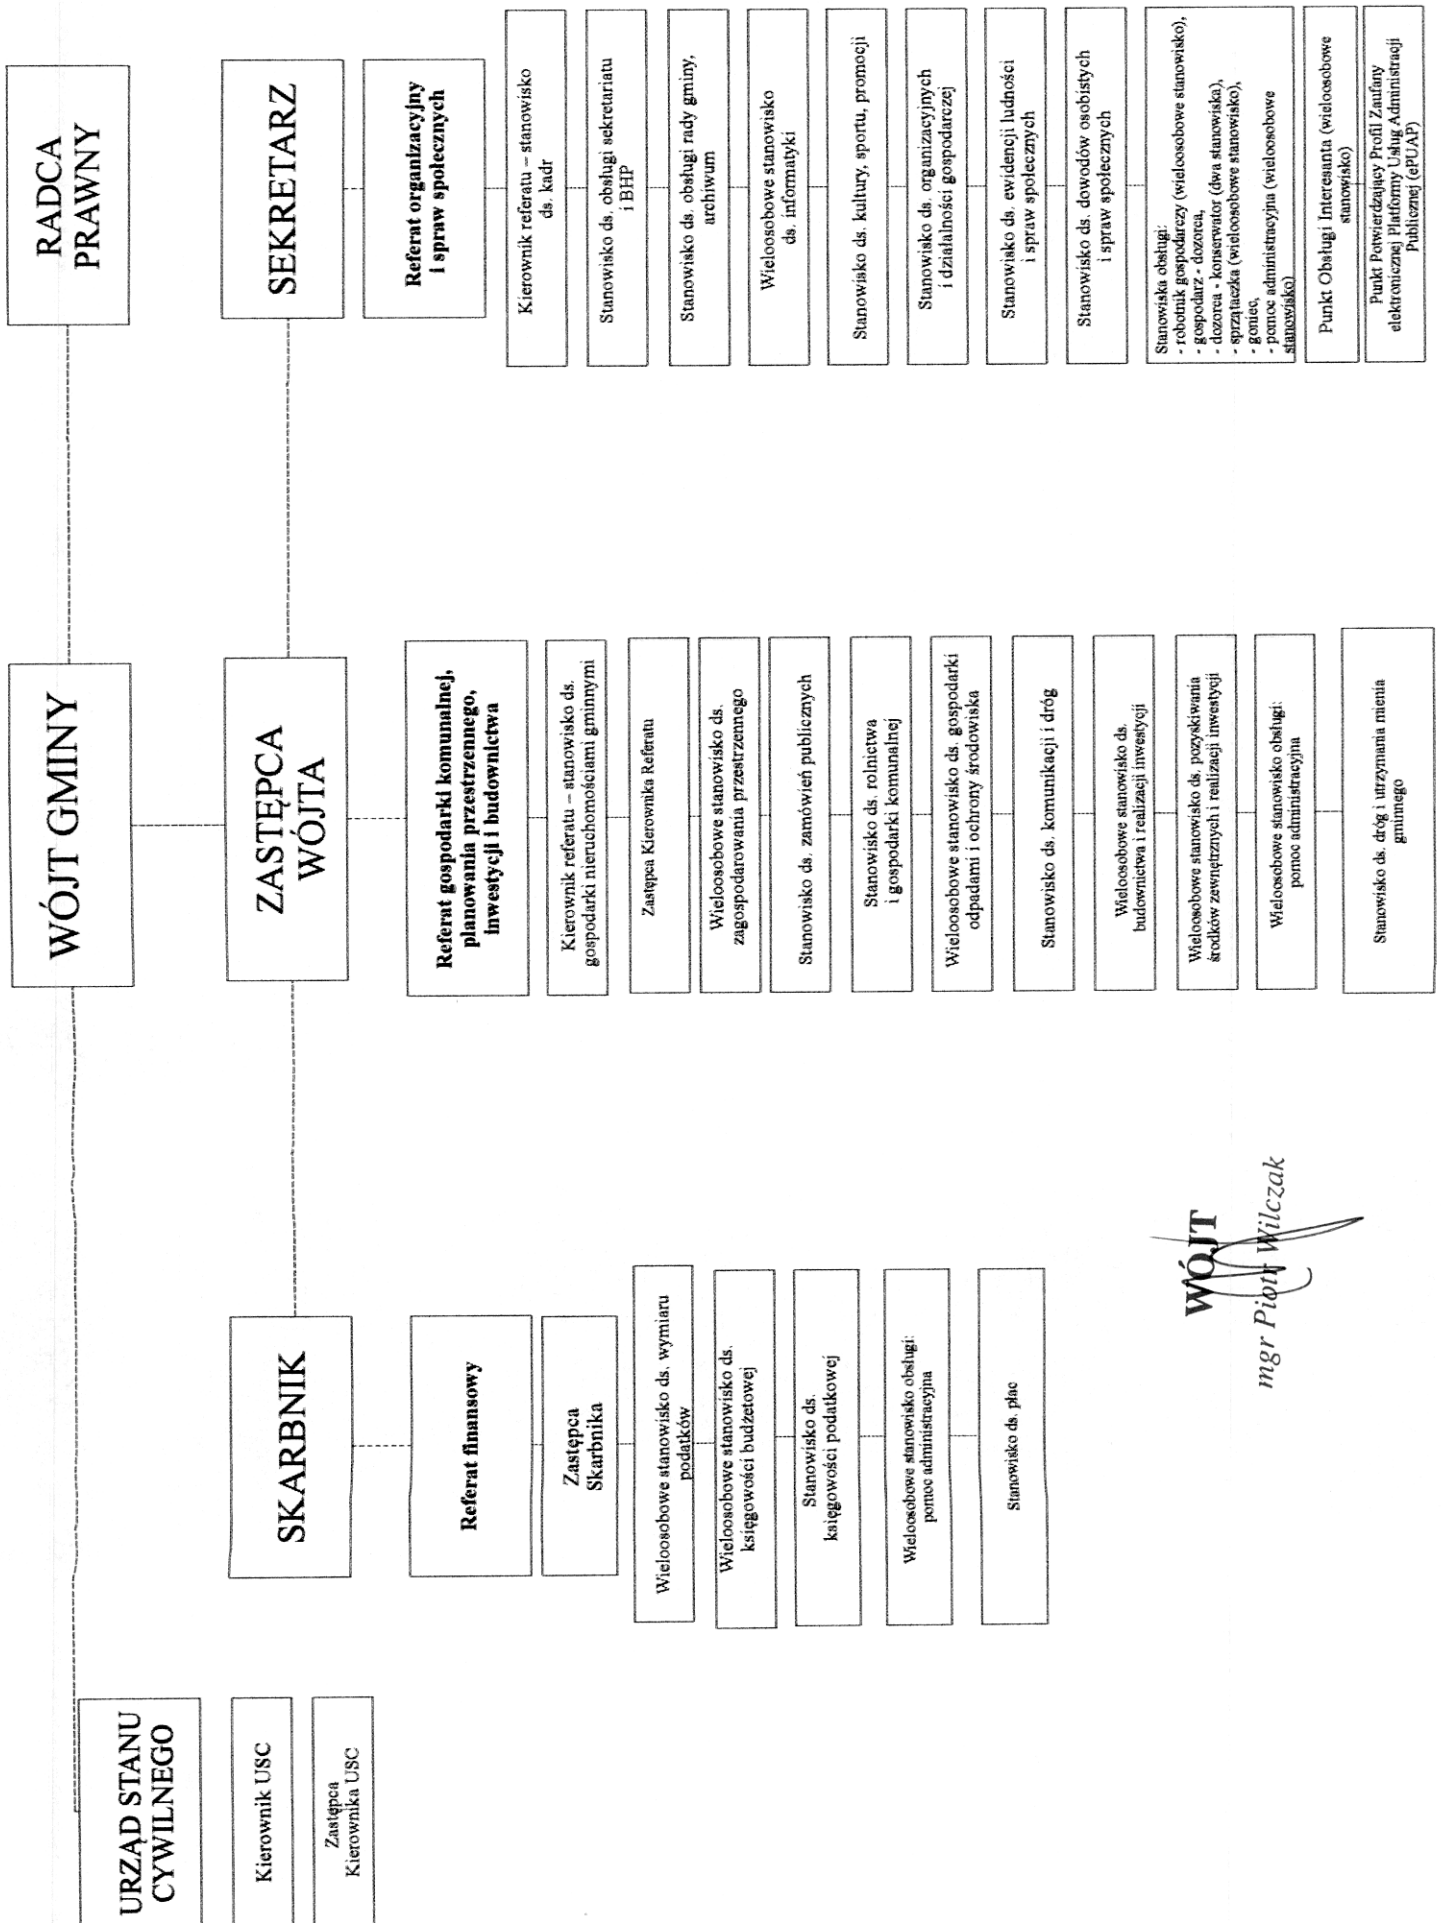 WÓJT GMINY
RADCA
PRAWNY
URZĄD STANU
CYWILNEGO
Kierownik USC
Zastępca
Kierownika USC
SKARBNIK
Referat finansowy
Zastępca
Skarbnika
Wieloosobowe stanowisko ds. wymiaru
podatków
Wieloosobowe stanowisko ds.
księgowości budżetowej
Stanowisko ds.
księgowości podatkowej
Wieloosobowe stanowisko obsługi:
pomoc administracyjna
Stanowisko ds. płac
ZASTĘPCA
WÓJTA
Referat gospodarki komunalnej,
planowania przestrzennego,
inwestycji i budownictwa
Kierownik referatu – stanowisko ds.
gospodarki nieruchomościami gminnymi
Zastępca Kierownika Referatu
Wieloosobowe stanowisko ds.
zagospodarowania przestrzennego
Stanowisko ds. zamówień publicznych
Stanowisko ds. rolnictwa
i gospodarki komunalnej
Wieloosobowe stanowisko ds. gospodarki
odpadami i ochrony środowiska
Stanowisko ds. komunikacji i dróg
Wieloosobowe stanowisko ds.
budownictwa i realizacji inwestycji
Wieloosobowe stanowisko ds. pozyskiwania
środków zewnętrznych i realizacji inwestycji
Wieloosobowe stanowisko obsługi:
pomoc administracyjna
Stanowisko ds. dróg i utrzymania mienia
gminnego
SEKRETARZ
Referat organizacyjny
i spraw społecznych
Kierownik referatu – stanowisko
ds. kadr
Stanowisko ds. obsługi sekretariatu
i BHP
Stanowisko ds. obsługi rady gminy,
archiwum
Wieloosobowe stanowisko
ds. informatyki
Stanowisko ds. kultury, sportu, promocji
Stanowisko ds. organizacyjnych
i działalności gospodarczej
Stanowisko ds. ewidencji ludności
i spraw społecznych
Stanowisko ds. dowodów osobistych
i spraw społecznych
Stanowiska obsługi:
- robotnik gospodarczy (wieloosobowe stanowisko),
- gospodarz - dozorca,
- dozorca - konserwator (dwa stanowiska),
- sprzątaczka (wieloosobowe stanowisko),
- goniec,
- pomoc administracyjna (wieloosobowe
stanowisko)
Punkt Obsługi Interesanta (wieloosobowe
stanowisko)
Punkt Potwierdzający Profil Zaufany
elektronicznej Platformy Usług Administracji
Publicznej (ePUAP)
WÓJT
mgr Piotr Wilczak